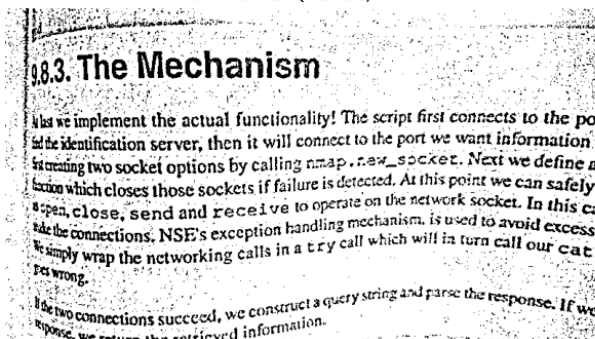 9.8.3. The Mechanism
At last we implement the actual functionality! The script first connects to the po
find the identification server, then it will connect to the port we want information
first creating two socket options by calling nmap.new_socket. Next we define a
function which closes those sockets if failure is detected. At this point we can safely
open, close, send and receive to operate on the network socket. In this ca
the connections. NSE's exception handling mechanism. is used to avoid excess
We simply wrap the networking calls in a try call which will in turn call our cat
goes wrong.
If the two connections succeed, we construct a query string and parse the response. If we
response, we return the retrieved information.